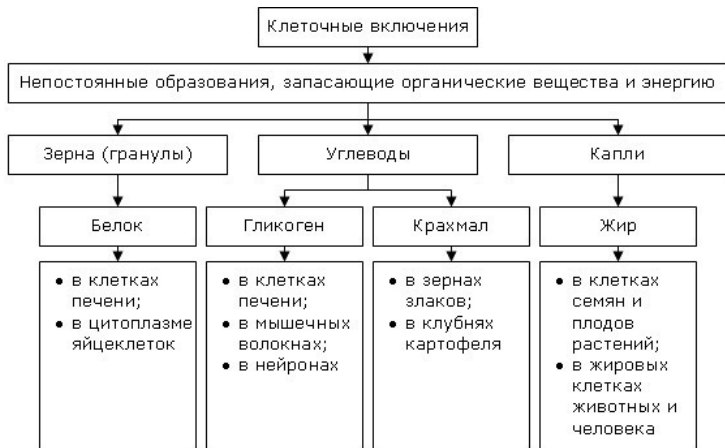 Клеточные включения
Непостоянные образования, запасающие органические вещества и энергию
Зерна (гранулы)
Углеводы
Капли
Белок
Гликоген
Крахмал
Жир
• в клетках
печени;
• в цитоплазме
яйцеклеток
• в клетках
печени;
• в мышечных
волокнах;
• в нейронах
• в зернах
злаков;
• в клубнях
картофеля
• в клетках
семян и
плодов
растений;
• в жировых
клетках
животных и
человека